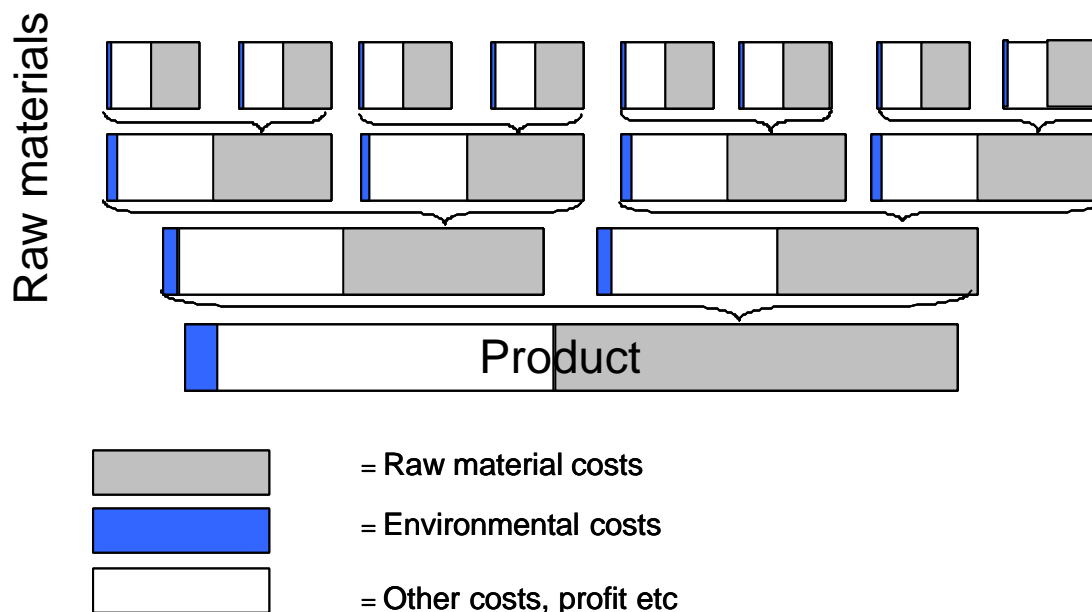 Raw materials
Product
= Raw material costs
= Environmental costs
= Other costs, profit etc